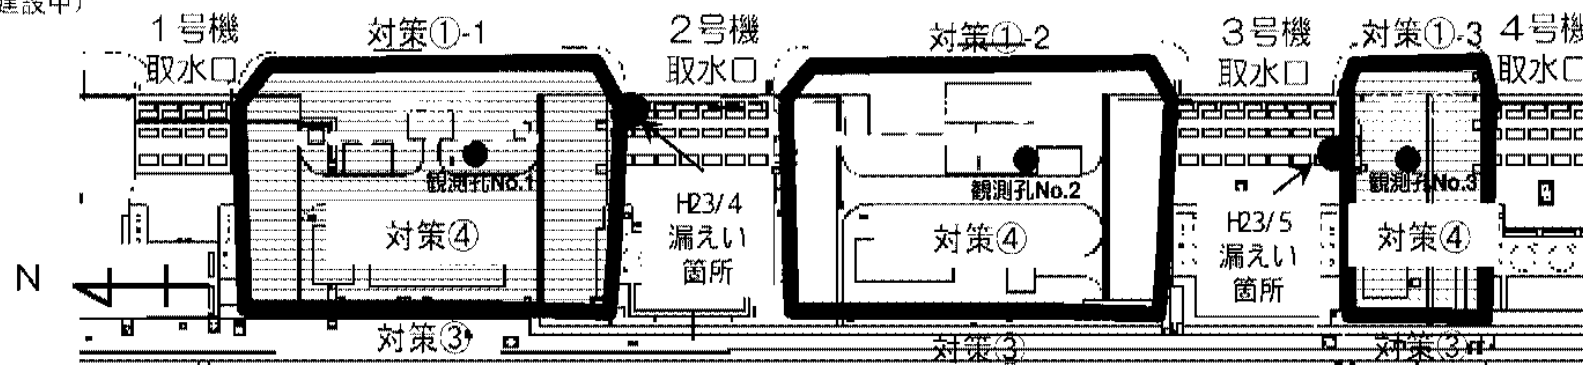 建設中)
1号機
取水口
対策①-1
2号機
取水口
対策①-2
3号機
取水口
対策①-3
4号機
取水口
観測孔No.1
観測孔No.2
観測孔No.3
H23/4
漏えい
箇所
H23/5
漏えい
箇所
対策④
対策④
対策④
N
対策③
対策③
対策③